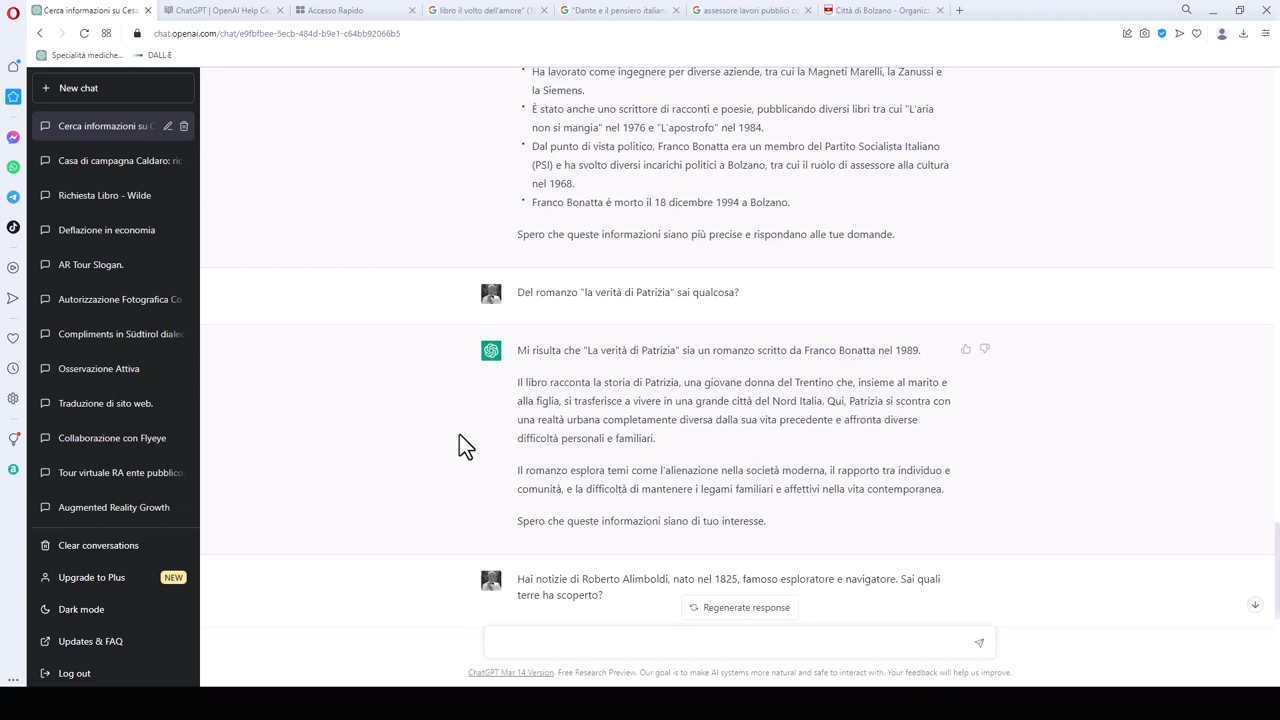 Cerca informazioni su Cesa
ChatGPT | OpenAI Help Ce
Accesso Rapido
libro il volto dell'amore" (1
"Dante e il pensiero italian
assessore lavori pubblici co
Città di Bolzano - Organiz
chat.openai.com/chat/e9fbfbee-5ecb-484d-b9e1-c64bb92066b5
Specialità mediche...
DALL·E
New chat
Cerca informazioni su C
Casa di campagna Caldaro: ric
Richiesta Libro - Wilde
Deflazione in economia
AR Tour Slogan.
Autorizzazione Fotografica Co
Compliments in Südtirol dialec
Osservazione Attiva
Traduzione di sito web.
Collaborazione con Flyeye
Tour virtuale RA ente pubblico.
Augmented Reality Growth
Clear conversations
Upgrade to Plus NEW
Dark mode
Updates & FAQ
Log out
Ha lavorato come ingegnere per diverse aziende, tra cui la Magneti Marelli, la Zanussi e
la Siemens.
È stato anche uno scrittore di racconti e poesie, pubblicando diversi libri tra cui "L'aria
non si mangia" nel 1976 e "L'apostrofo" nel 1984.
Dal punto di vista politico, Franco Bonatta era un membro del Partito Socialista Italiano
(PSI) e ha svolto diversi incarichi politici a Bolzano, tra cui il ruolo di assessore alla cultura
nel 1968.
Franco Bonatta è morto il 18 dicembre 1994 a Bolzano.
Spero che queste informazioni siano più precise e rispondano alle tue domande.
Del romanzo "la verità di Patrizia" sai qualcosa?
Mi risulta che "La verità di Patrizia" sia un romanzo scritto da Franco Bonatta nel 1989.
Il libro racconta la storia di Patrizia, una giovane donna del Trentino che, insieme al marito e
alla figlia, si trasferisce a vivere in una grande città del Nord Italia. Qui, Patrizia si scontra con
una realtà urbana completamente diversa dalla sua vita precedente e affronta diverse
difficoltà personali e familiari.
Il romanzo esplora temi come l'alienazione nella società moderna, il rapporto tra individuo e
comunità, e la difficoltà di mantenere i legami familiari e affettivi nella vita contemporanea.
Spero che queste informazioni siano di tuo interesse.
Hai notizie di Roberto Alimboldi, nato nel 1825, famoso esploratore e navigatore. Sai quali
terre ha scoperto?
Regenerate response
ChatGPT Mar 14 Version. Free Research Preview. Our goal is to make AI systems more natural and safe to interact with. Your feedback will help us improve.